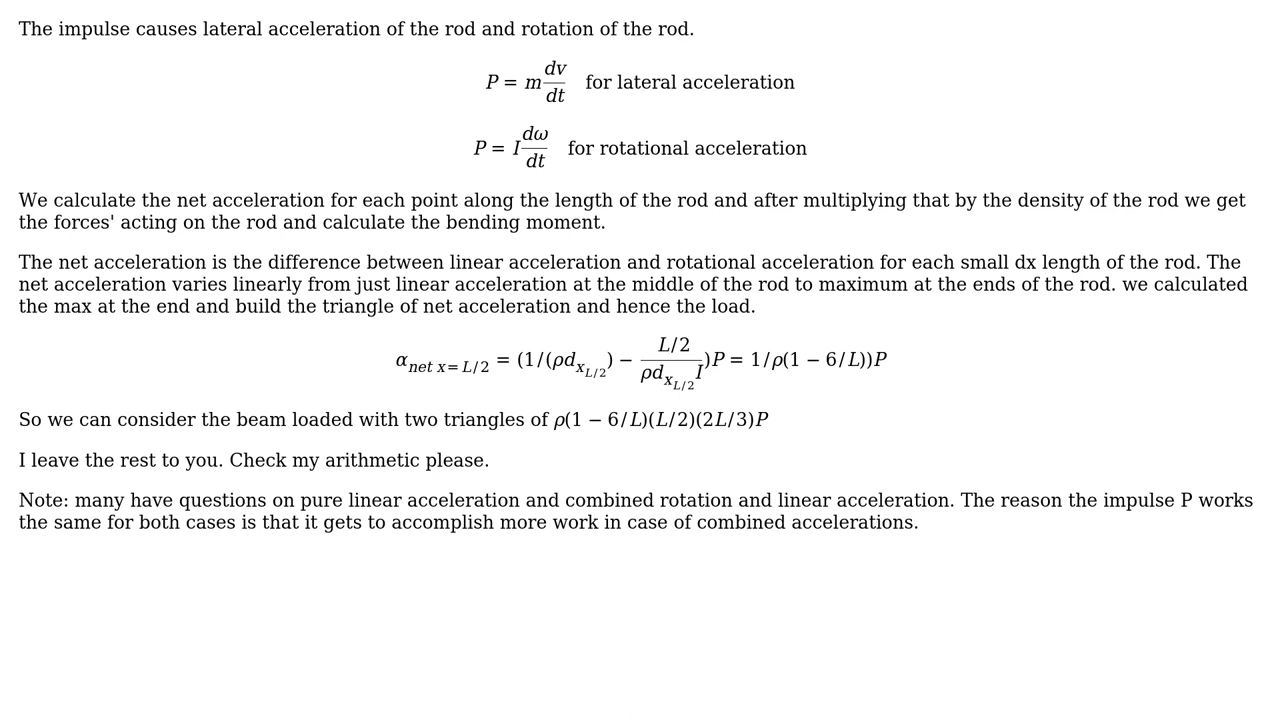 The impulse causes lateral acceleration of the rod and rotation of the rod.
P = m dv/dt   for lateral acceleration
P = I dω/dt   for rotational acceleration
We calculate the net acceleration for each point along the length of the rod and after multiplying that by the density of the rod we get
the forces' acting on the rod and calculate the bending moment.
The net acceleration is the difference between linear acceleration and rotational acceleration for each small dx length of the rod. The
net acceleration varies linearly from just linear acceleration at the middle of the rod to maximum at the ends of the rod. we calculated
the max at the end and build the triangle of net acceleration and hence the load.
α_{net x=L/2} = (1/(ρd_{x_{L/2}}) − (L/2)/(ρd_{x_{L/2}}I))P = 1/ρ(1 − 6/L))P
So we can consider the beam loaded with two triangles of ρ(1 − 6/L)(L/2)(2L/3)P
I leave the rest to you. Check my arithmetic please.
Note: many have questions on pure linear acceleration and combined rotation and linear acceleration. The reason the impulse P works
the same for both cases is that it gets to accomplish more work in case of combined accelerations.